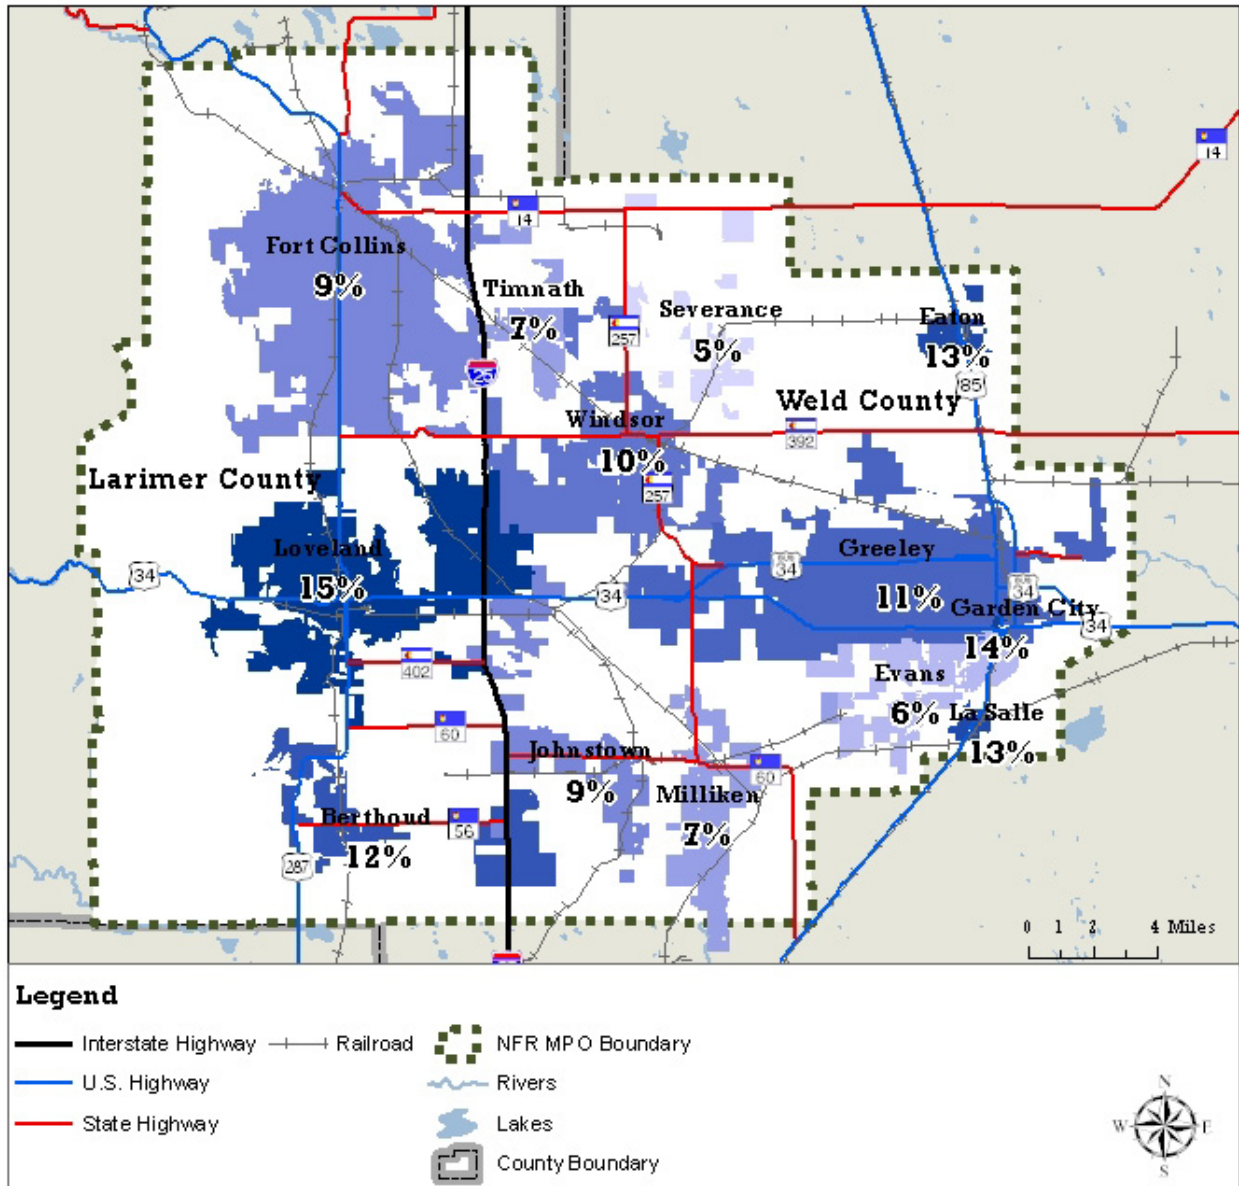 14
14
Fort Collins
9%
Timnath
7%
257
Severance
5%
Eaton
13%
25
85
Weld County
Windsor
392
10%
257
Larimer County
Loveland
15%
34
34
34
Greeley
11%
34
Garden City
34
14%
402
Evans
6%
La Salle
13%
60
Johnstown
9%
60
Milliken
7%
Berthoud
12%
56
287
0 1 2 4 Miles
Legend
Interstate Highway
Railroad
NFR MPO Boundary
U.S. Highway
Rivers
State Highway
Lakes
County Boundary
N
W E
S